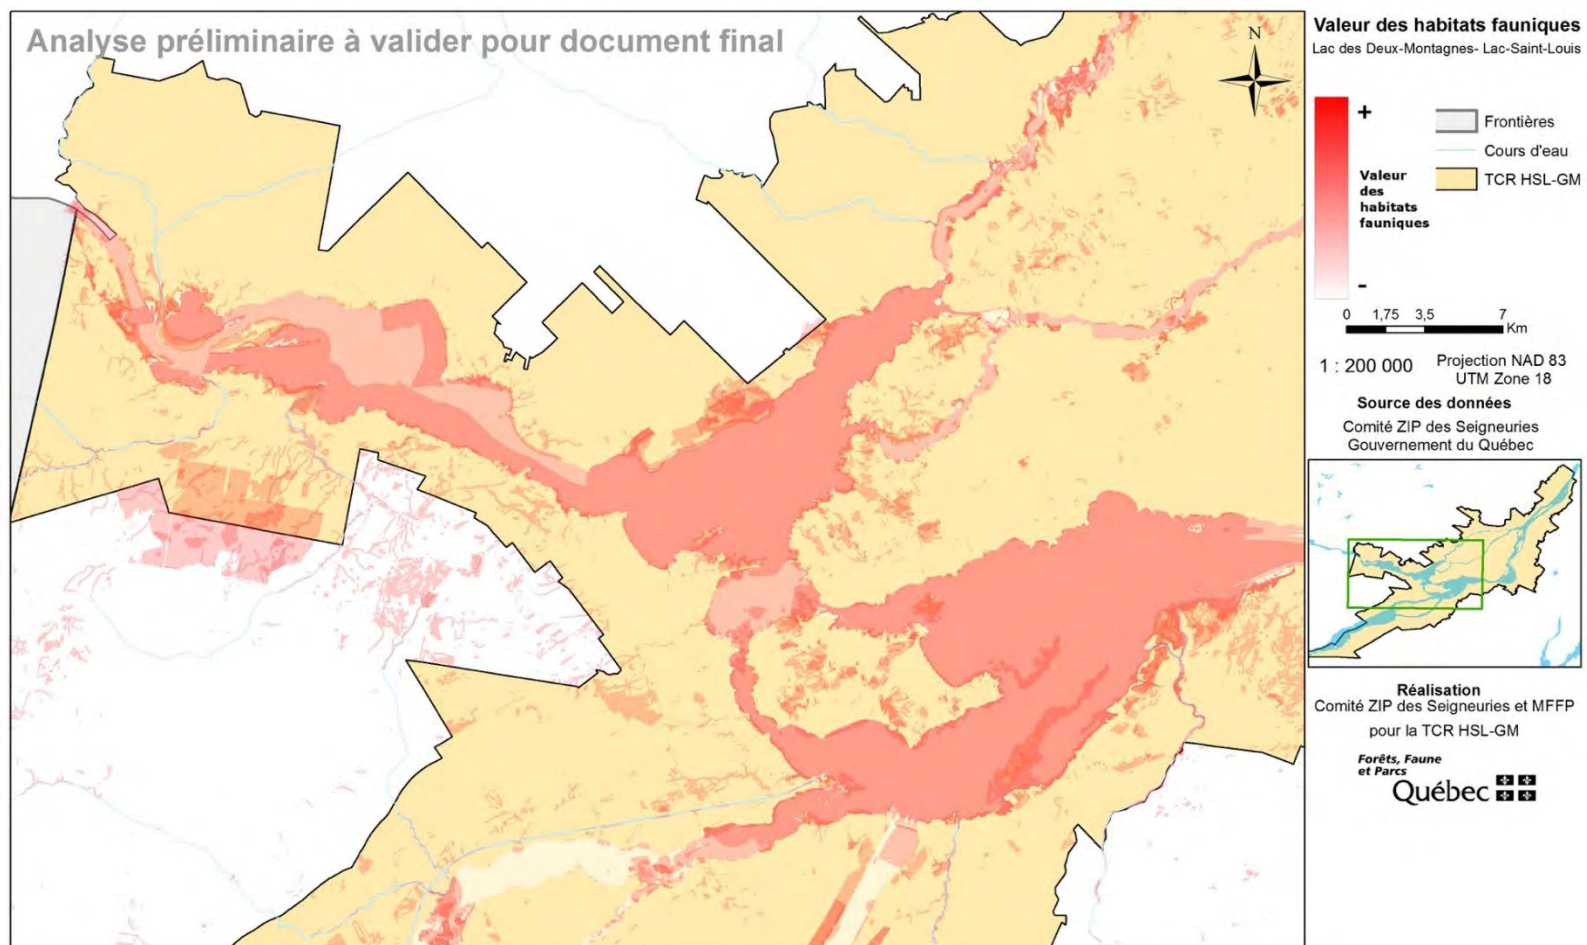 Analyse préliminaire à valider pour document final
N
Valeur des habitats fauniques
Lac des Deux-Montagnes- Lac-Saint-Louis
+
Valeur
des
habitats
fauniques
-
Frontières
Cours d'eau
TCR HSL-GM
0 1,75 3,5 7
Km
1 : 200 000
Projection NAD 83
UTM Zone 18
Source des données
Comité ZIP des Seigneuries
Gouvernement du Québec
Réalisation
Comité ZIP des Seigneuries et MFFP
pour la TCR HSL-GM
Forêts, Faune
et Parcs
Québec